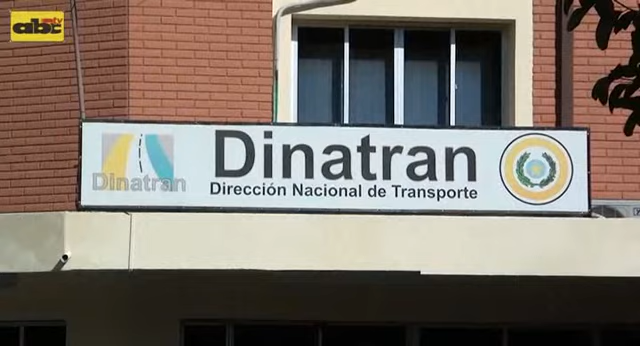 abc tv
Dinatran
Dinatran
Dirección Nacional de Transporte